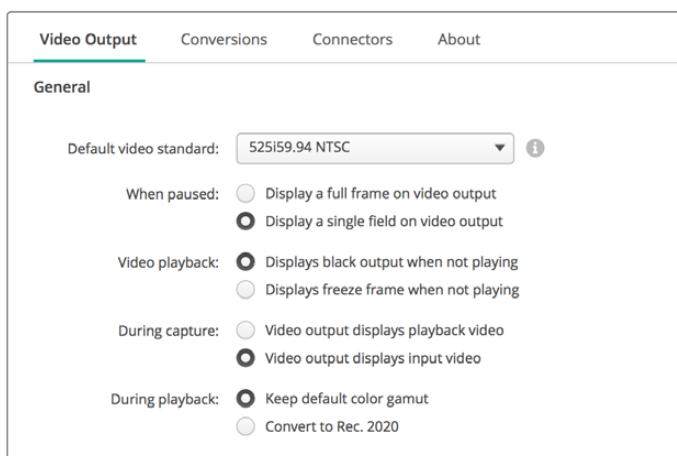 Video Output Conversions Connectors About
General
Default video standard: 525i59.94 NTSC
When paused: Display a full frame on video output
Display a single field on video output
Video playback: Displays black output when not playing
Displays freeze frame when not playing
During capture: Video output displays playback video
Video output displays input video
During playback: Keep default color gamut
Convert to Rec. 2020